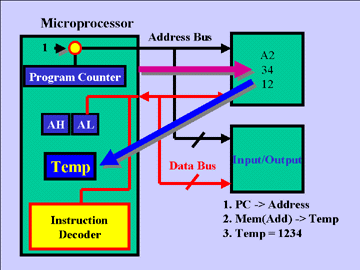 Microprocessor
1
Address Bus
Program Counter
A2
34
12
AH
AL
Temp
Data Bus
Input/Output
Instruction
Decoder
1. PC -> Address
2. Mem(Add) -> Temp
3. Temp = 1234